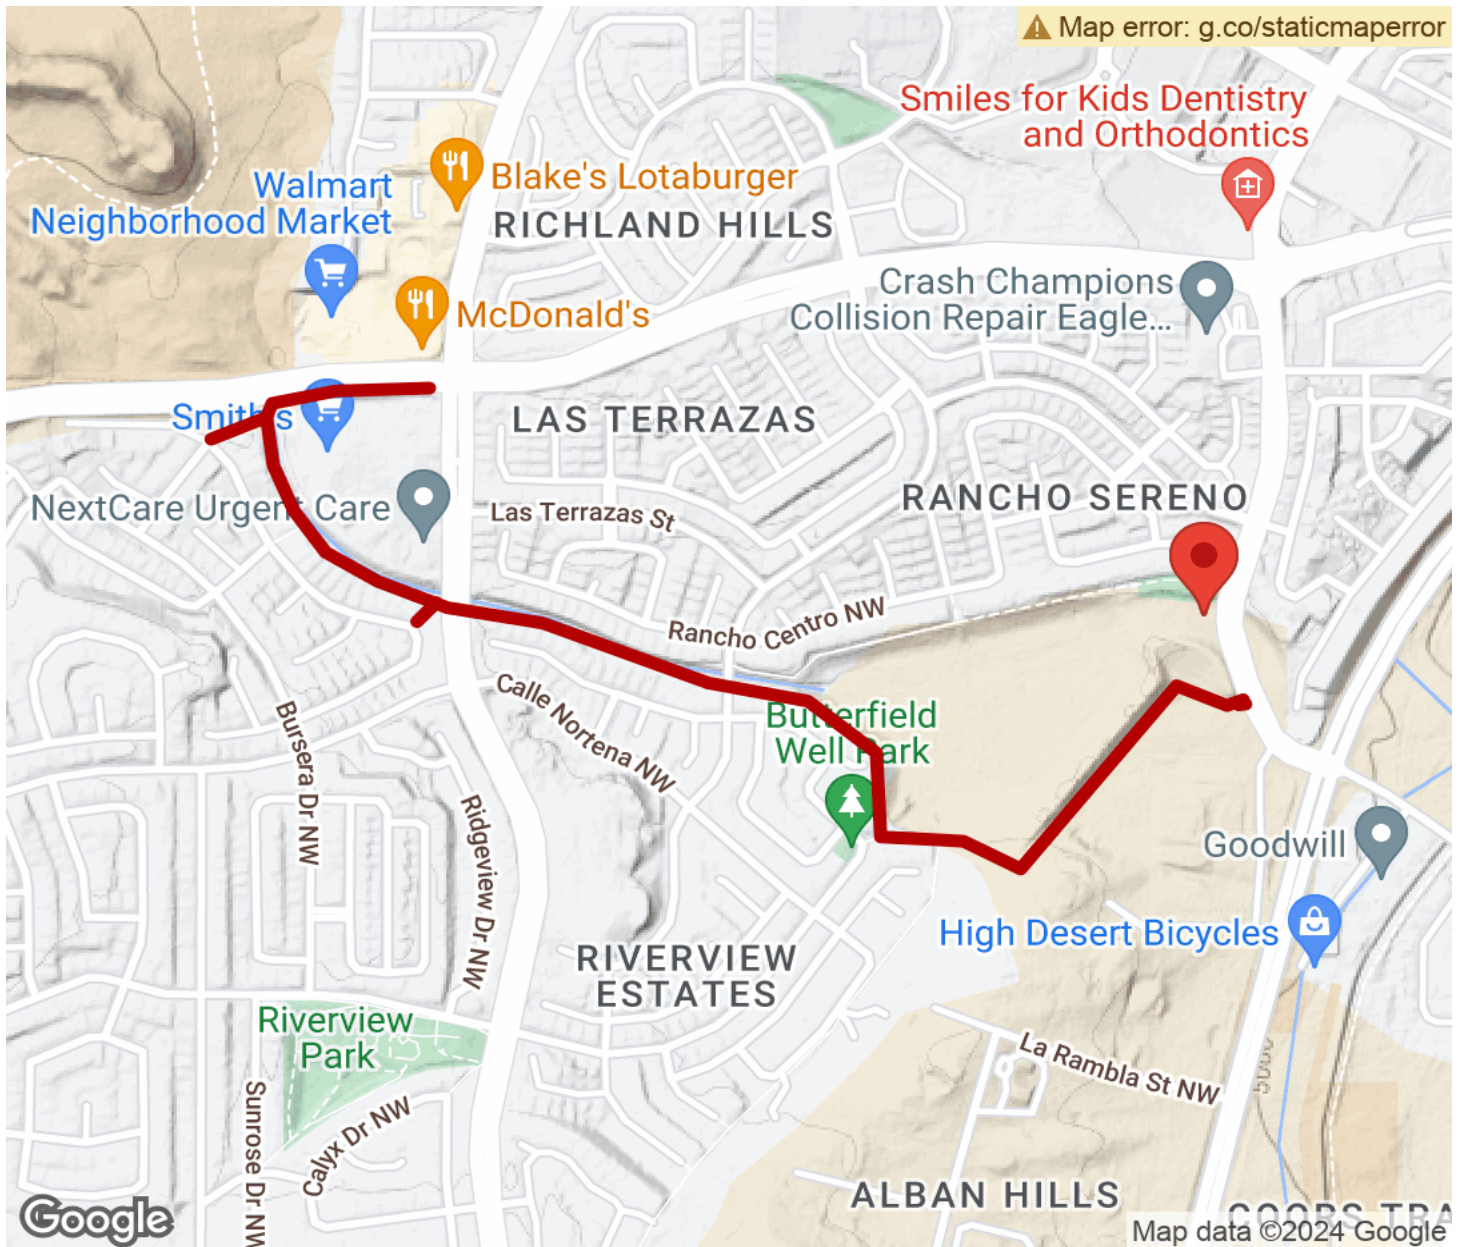 Map error: g.co/staticmaperror
Smiles for Kids Dentistry
and Orthodontics
Walmart
Neighborhood Market
Blake's Lotaburger
RICHLAND HILLS
Crash Champions
Collision Repair Eagle...
McDonald's
Smith's
LAS TERRAZAS
NextCare Urgent Care
Las Terrazas St
RANCHO SERENO
Rancho Centro NW
Calle Nortena NW
Butterfield
Well Park
Bursera Dr NW
Ridgeview Dr NW
Goodwill
High Desert Bicycles
RIVERVIEW
ESTATES
Riverview
Park
La Rambla St NW
Sunrose Dr NW
Calyx Dr NW
ALBAN HILLS
COORS TRA
Google
Map data ©2024 Google